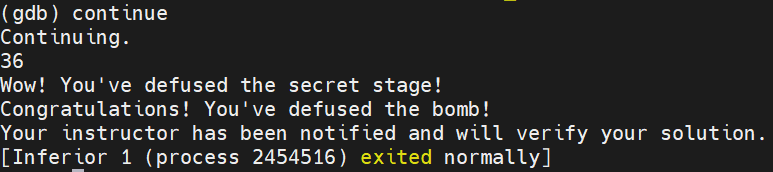 (gdb) continue
Continuing.
36
Wow! You've defused the secret stage!
Congratulations! You've defused the bomb!
Your instructor has been notified and will verify your solution.
[Inferior 1 (process 2454516) exited normally]